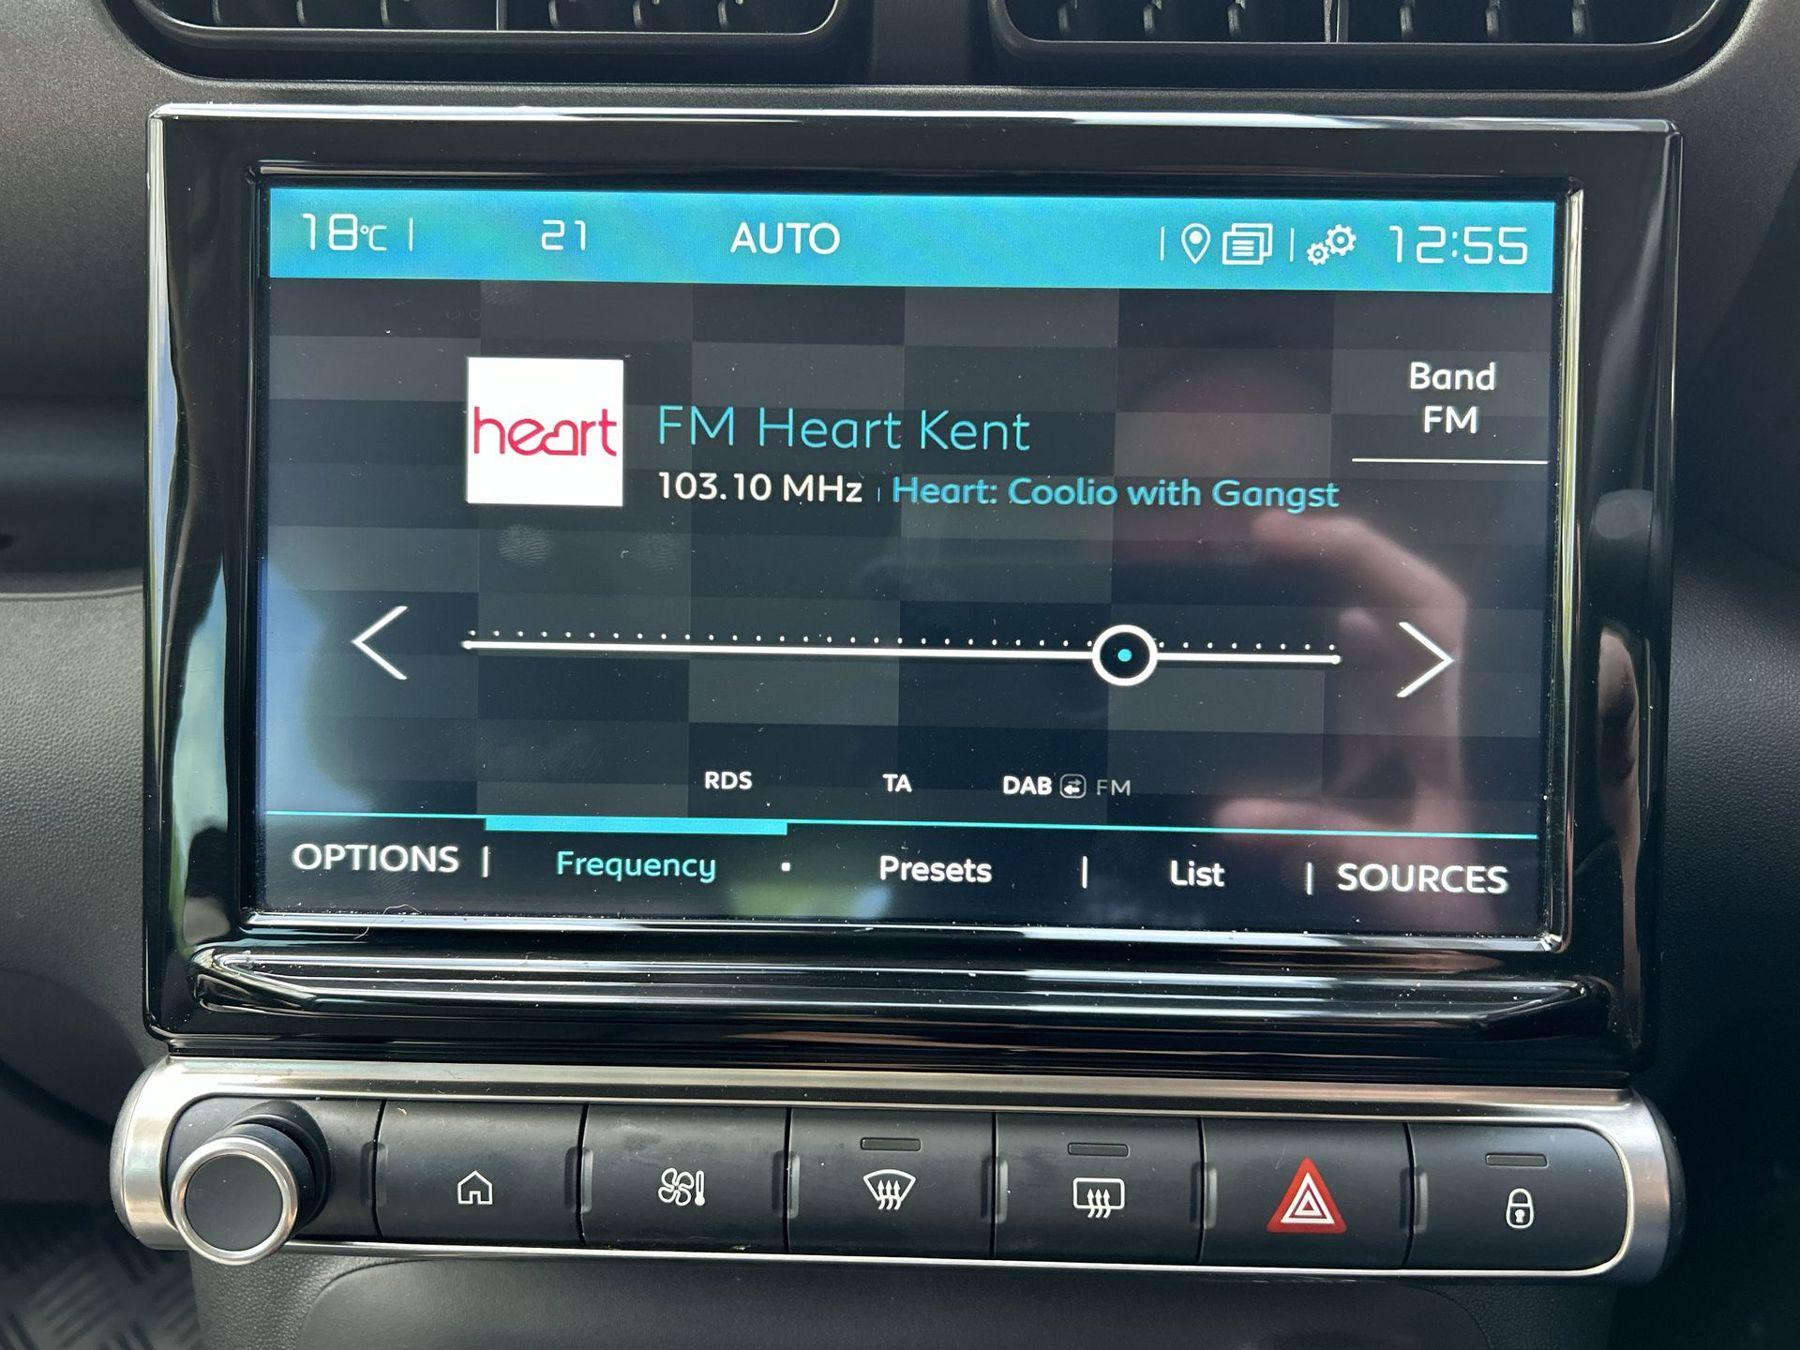 18°C | 21 AUTO | | 12:55
Band
FM
heart
FM Heart Kent
103.10 MHz | Heart: Coolio with Gangst
RDS TA DAB FM
OPTIONS | Frequency · Presets | List | SOURCES